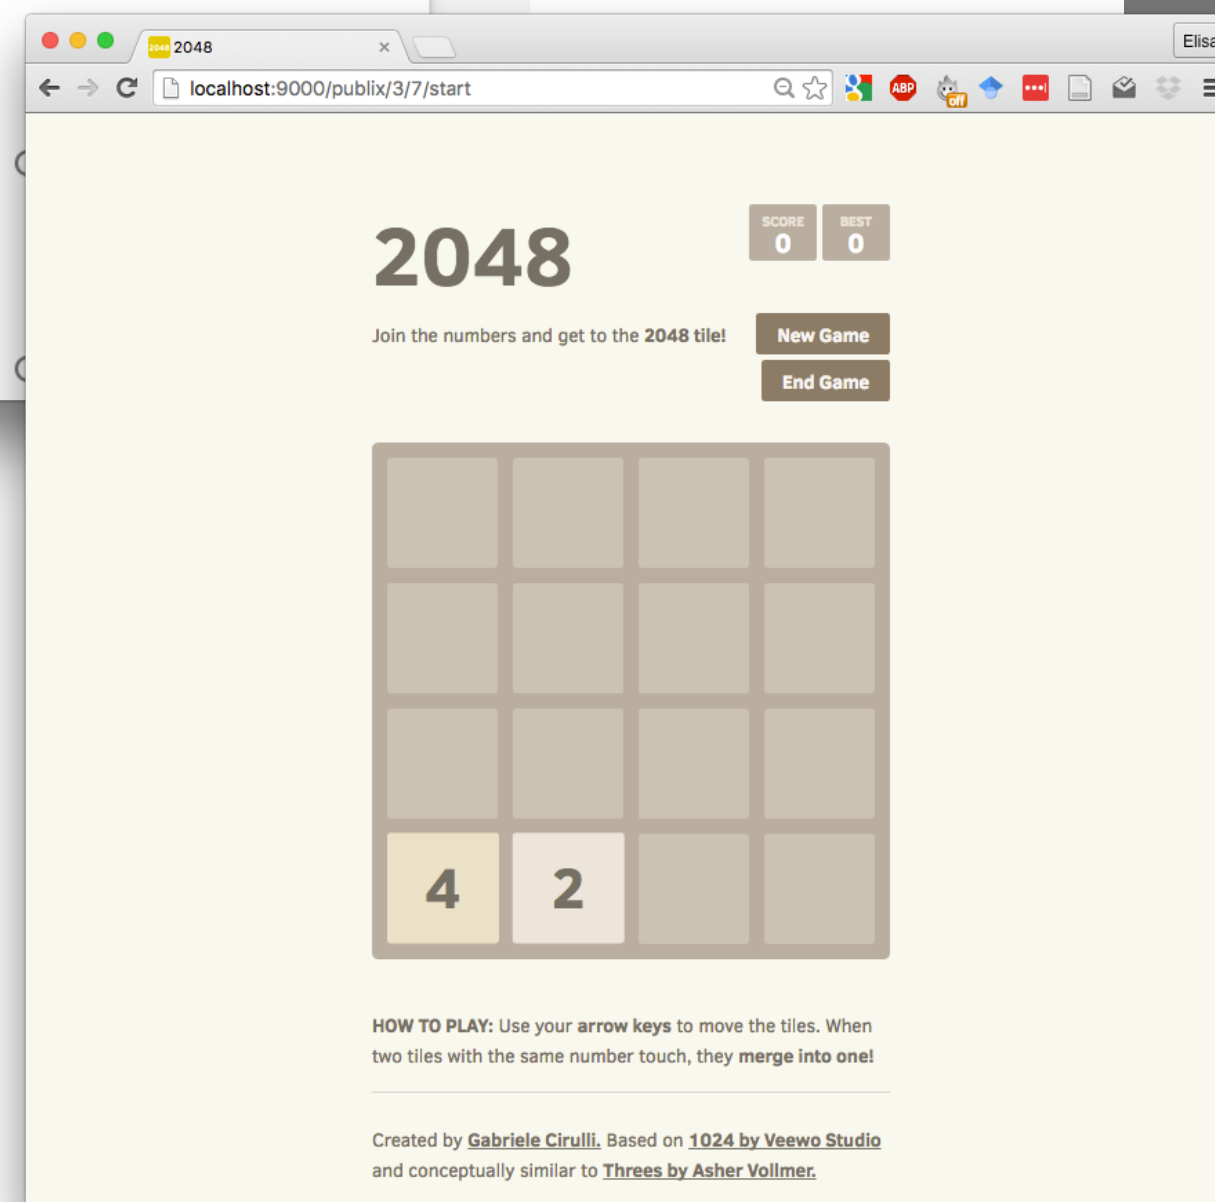 2048 2048
Elisa
localhost:9000/publix/3/7/start
ABP
off
SCORE BEST
0 0
2048
Join the numbers and get to the 2048 tile!
New Game
End Game
4 2
HOW TO PLAY: Use your arrow keys to move the tiles. When
two tiles with the same number touch, they merge into one!
Created by Gabriele Cirulli. Based on 1024 by Veewo Studio
and conceptually similar to Threes by Asher Vollmer.